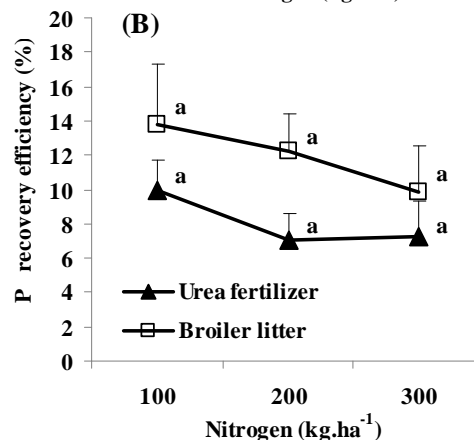 (B)
P recovery efficiency (%)
20
18
16
14
12
10
8
6
4
2
0
a a a
a a a
Urea fertilizer
Broiler litter
100 200 300
Nitrogen (kg.ha⁻¹)